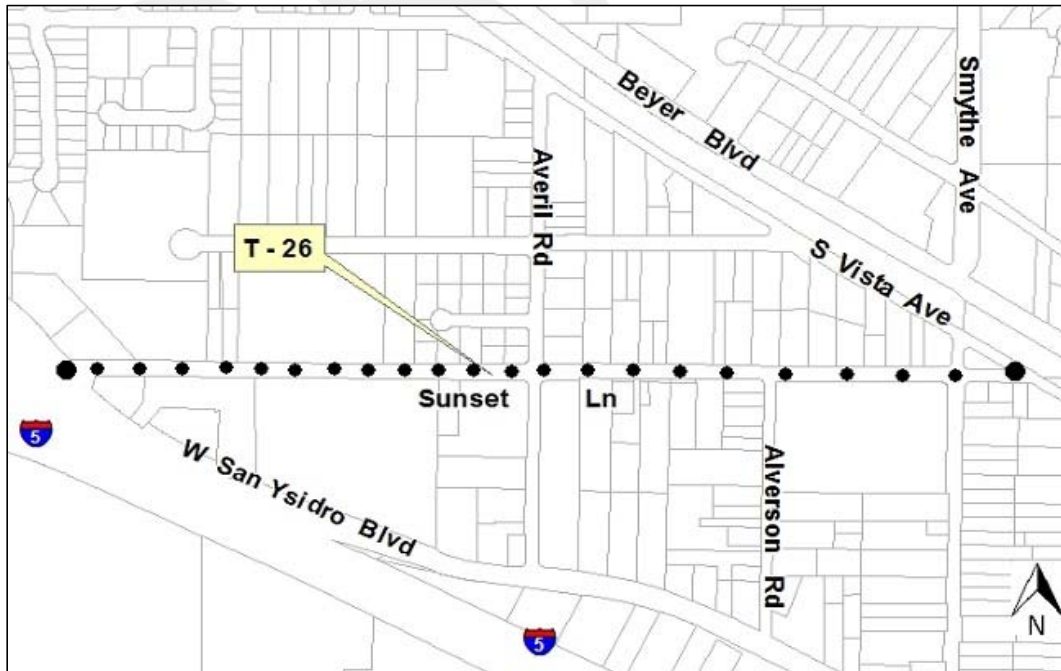 Beyer Blvd
Smythe Ave
Averil Rd
T - 26
S Vista Ave
Sunset Ln
5
W San Ysidro Blvd
Alverson Rd
5
N